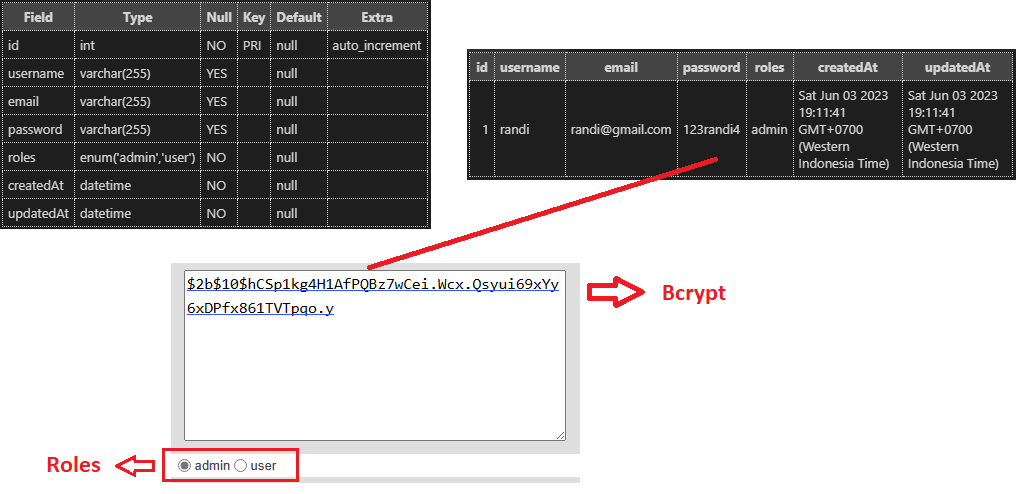 Field Type Null Key Default Extra
id int NO PRI null auto_increment
username varchar(255) YES null
email varchar(255) YES null
password varchar(255) YES null
roles enum('admin','user') NO null
createdAt datetime NO null
updatedAt datetime NO null
id username email password roles createdAt updatedAt
1 randi randi@gmail.com 123randi4 admin
Sat Jun 03 2023
19:11:41
GMT+0700
(Western
Indonesia Time)
Sat Jun 03 2023
19:11:41
GMT+0700
(Western
Indonesia Time)
$2b$10$hCSp1kg4H1AfPQBz7wCei.Wcx.Qsyui69xYy
6xDPfx861TVTpqo.y
Bcrypt
Roles
admin user